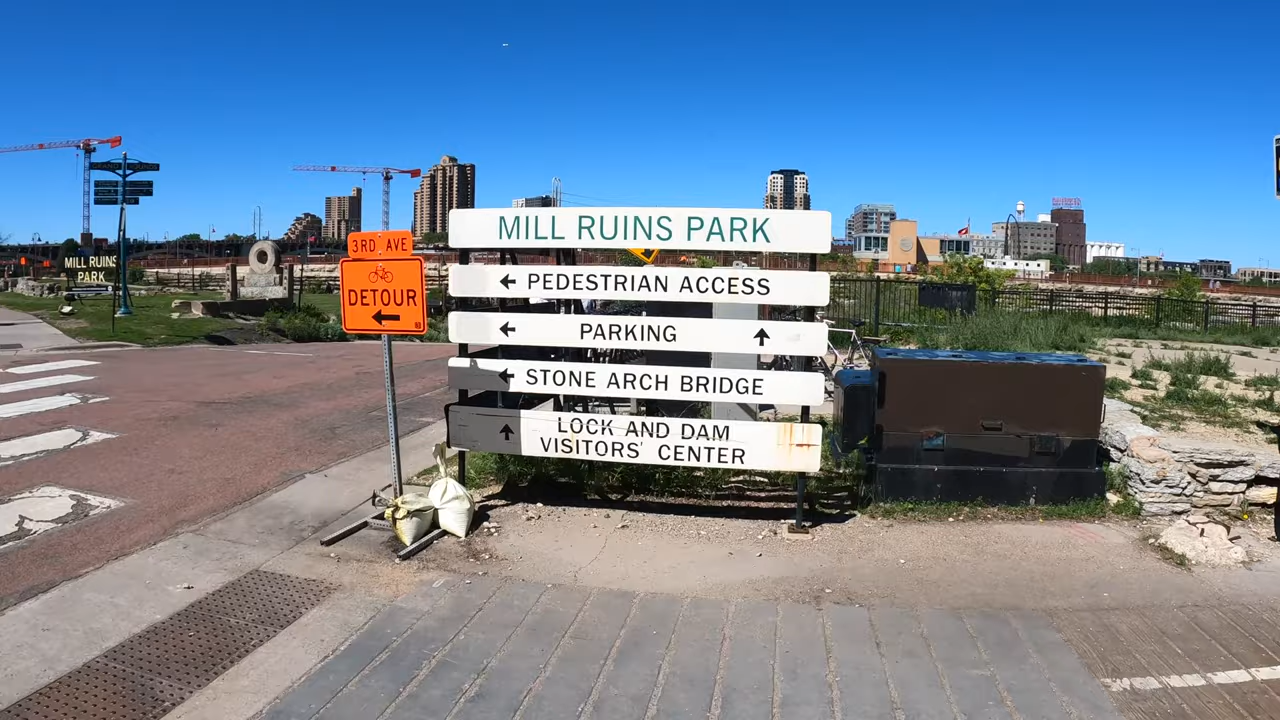 MILL RUINS PARK
← PEDESTRIAN ACCESS
← PARKING ↑
← STONE ARCH BRIDGE
↑ LOCK AND DAM
VISITORS' CENTER
3RD AVE
DETOUR
←
MILL RUINS
PARK